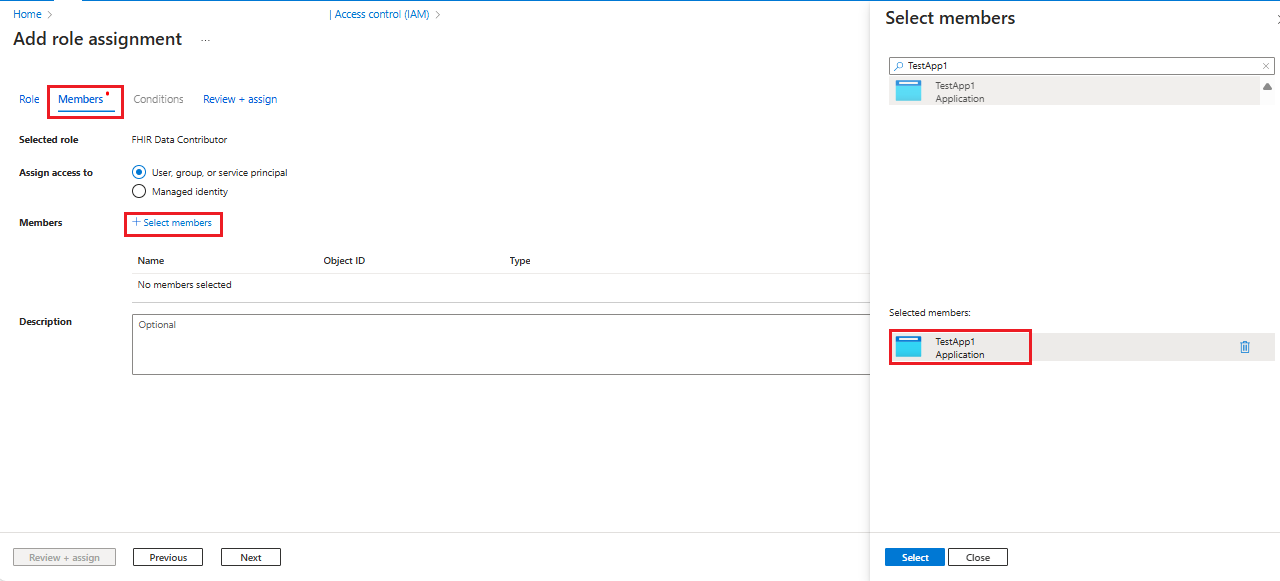 Home
| Access control (IAM)
Add role assignment ...
Role Members Conditions Review + assign
Selected role FHIR Data Contributor
Assign access to User, group, or service principal
Managed identity
Members + Select members
Name Object ID Type
No members selected
Description Optional
Review + assign Previous Next
Select members
TestApp1
TestApp1
Application
Selected members:
TestApp1
Application
Select Close